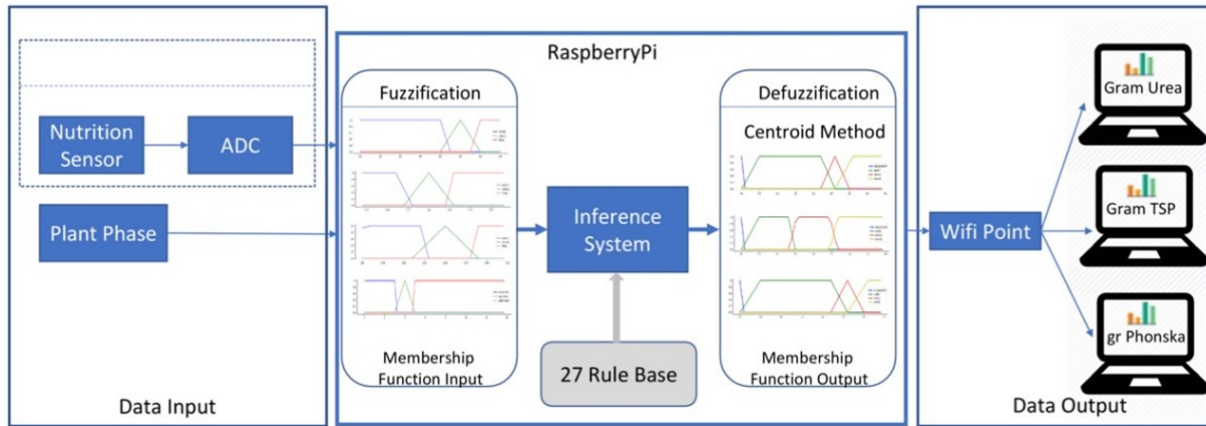 RaspberryPi
Nutrition
Sensor
ADC
Plant Phase
Data Input
Fuzzification
Membership
Function Input
Inference
System
27 Rule Base
Defuzzification
Centroid Method
Membership
Function Output
Wifi Point
Gram Urea
Gram TSP
gr Phonska
Data Output